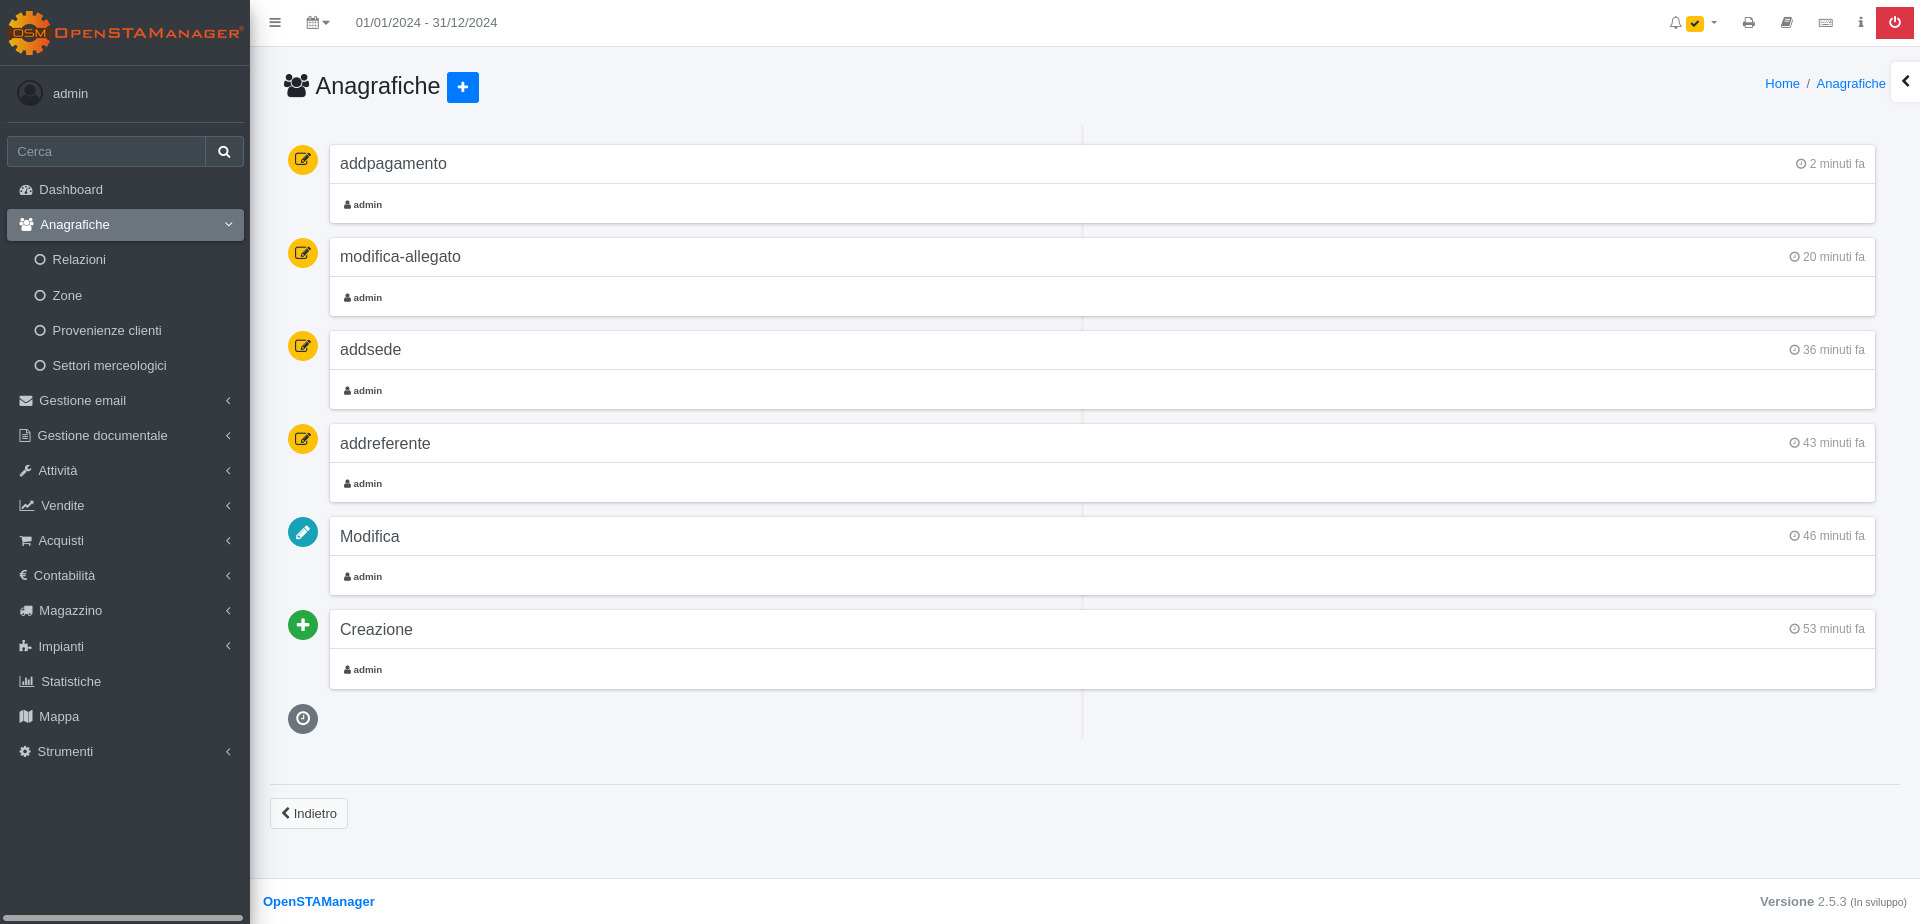 OSM OpenSTAManager®
01/01/2024 - 31/12/2024
admin
Cerca
Dashboard
Anagrafiche
Relazioni
Zone
Provenienze clienti
Settori merceologici
Gestione email
Gestione documentale
Attività
Vendite
Acquisti
Contabilità
Magazzino
Impianti
Statistiche
Mappa
Strumenti
Anagrafiche
Home / Anagrafiche
addpagamento 2 minuti fa
admin
modifica-allegato 20 minuti fa
admin
addsede 36 minuti fa
admin
addreferente 43 minuti fa
admin
Modifica 46 minuti fa
admin
Creazione 53 minuti fa
admin
Indietro
OpenSTAManager Versione 2.5.3 (In sviluppo)